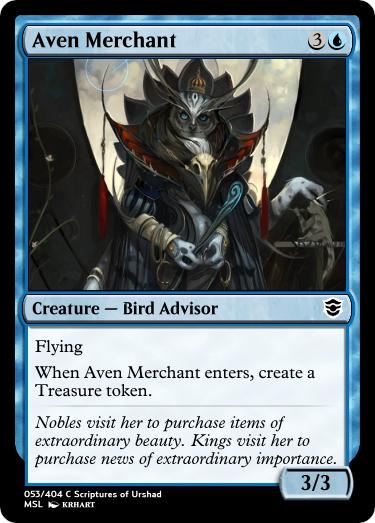 Aven Merchant 3
Creature — Bird Advisor
Flying
When Aven Merchant enters, create a
Treasure token.
Nobles visit her to purchase items of
extraordinary beauty. Kings visit her to
purchase news of extraordinary importance.
3/3
053/404 C Scriptures of Urshad
MSL KRHART